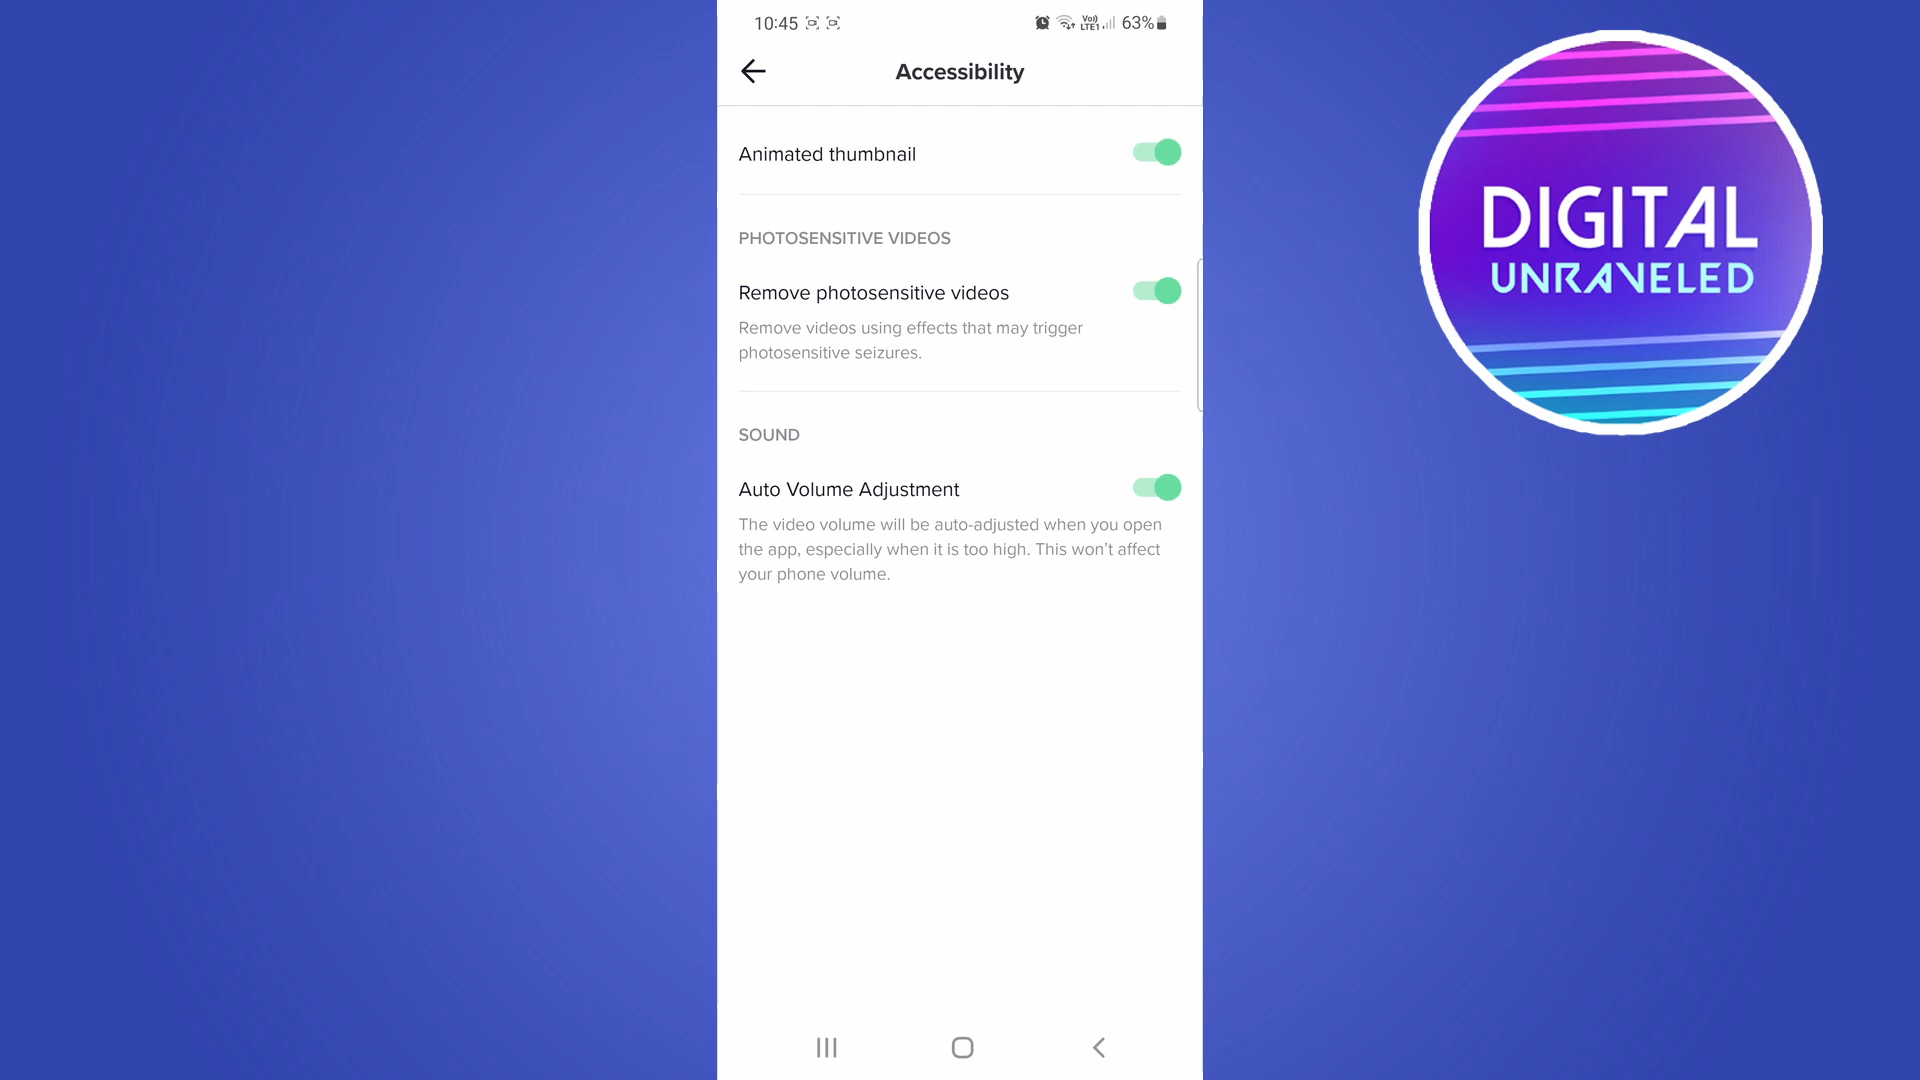 10:45
Vo)) LTE1 63%
Accessibility
Animated thumbnail
PHOTOSENSITIVE VIDEOS
Remove photosensitive videos
Remove videos using effects that may trigger
photosensitive seizures.
SOUND
Auto Volume Adjustment
The video volume will be auto-adjusted when you open
the app, especially when it is too high. This won't affect
your phone volume.
DIGITAL
UNRAVELED